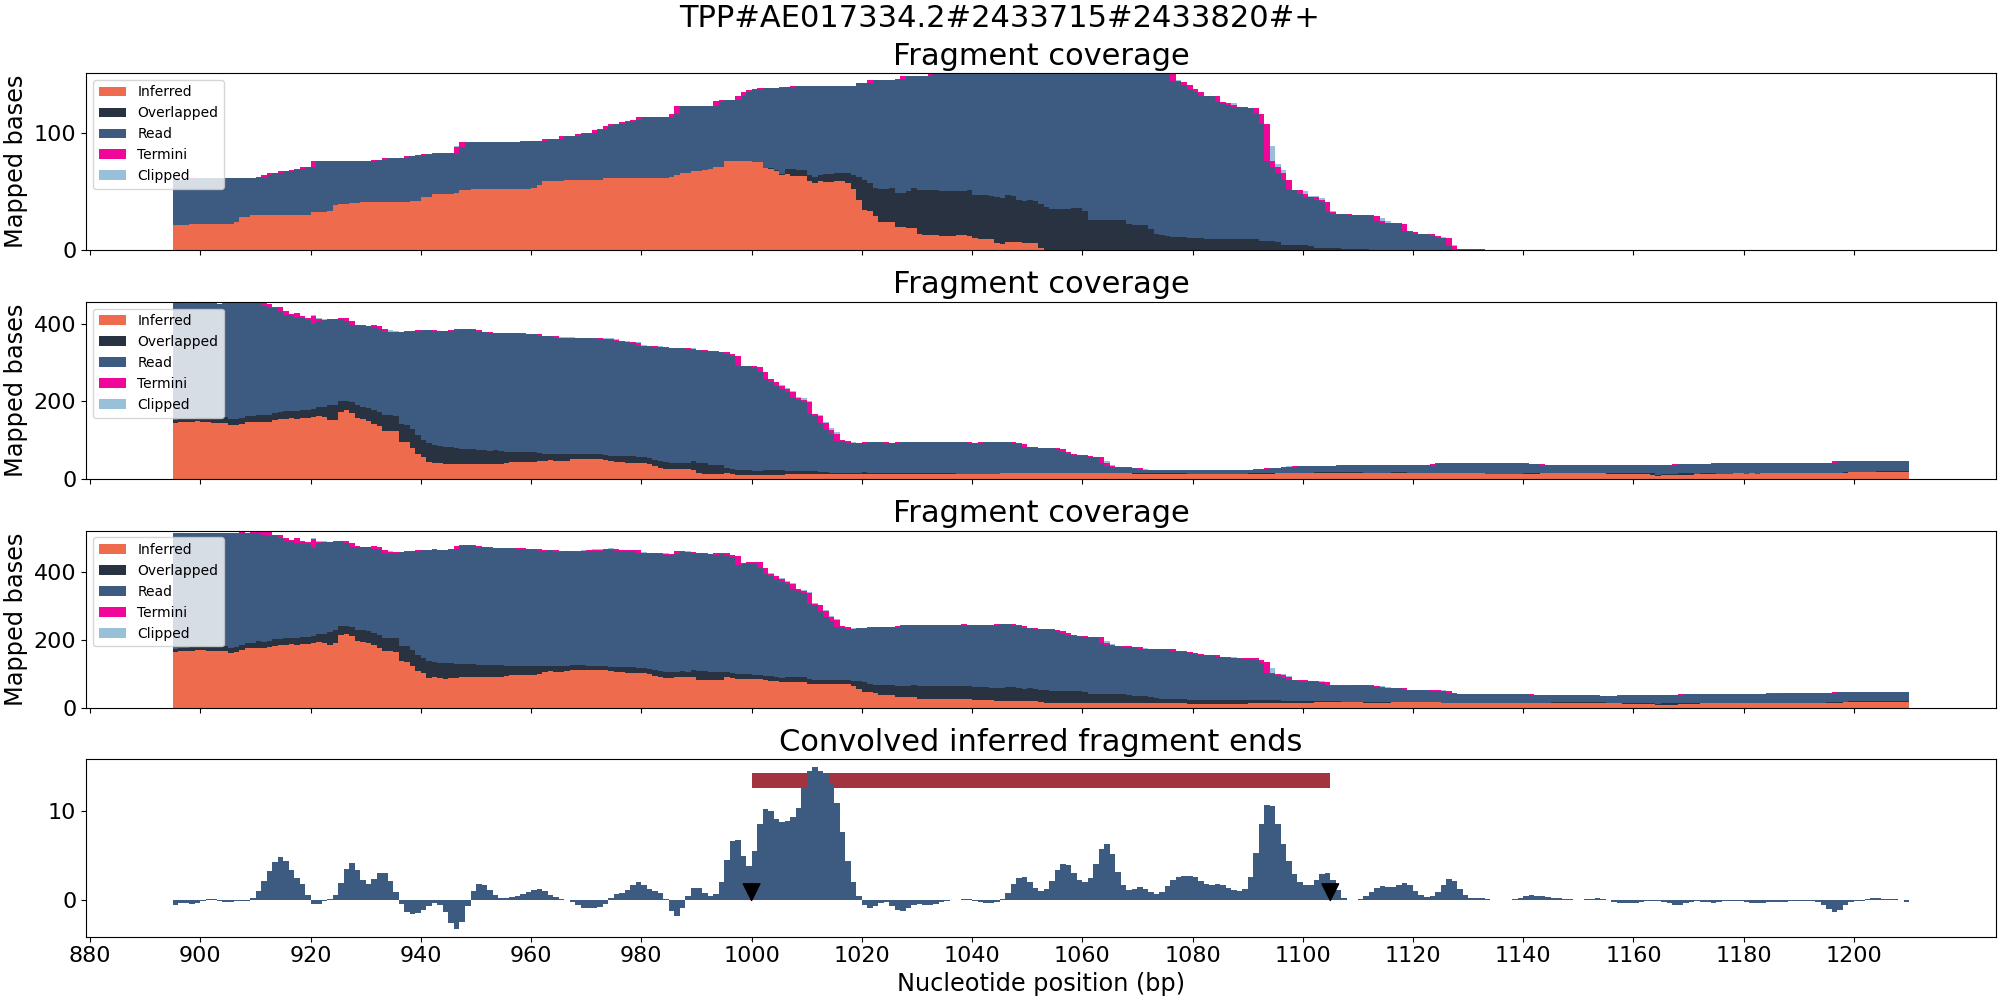 TPP#AE017334.2#2433715#2433820#+
Fragment coverage
Mapped bases
100
0
Inferred
Overlapped
Read
Termini
Clipped
Fragment coverage
Mapped bases
400
200
0
Inferred
Overlapped
Read
Termini
Clipped
Fragment coverage
Mapped bases
400
200
0
Inferred
Overlapped
Read
Termini
Clipped
Convolved inferred fragment ends
10
0
880 900 920 940 960 980 1000 1020 1040 1060 1080 1100 1120 1140 1160 1180 1200
Nucleotide position (bp)